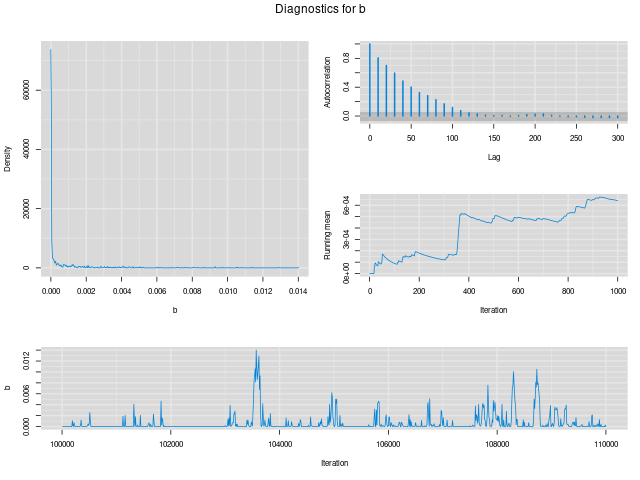 Diagnostics for b
Density
0 20000 40000 60000
0.000 0.002 0.004 0.006 0.008 0.010 0.012 0.014
b
Autocorrelation
0.0 0.4 0.8
0 50 100 150 200 250 300
Lag
Running mean
0e+00 3e-04 6e-04
0 200 400 600 800 1000
Iteration
b
0.000 0.006 0.012
100000 102000 104000 106000 108000 110000
Iteration